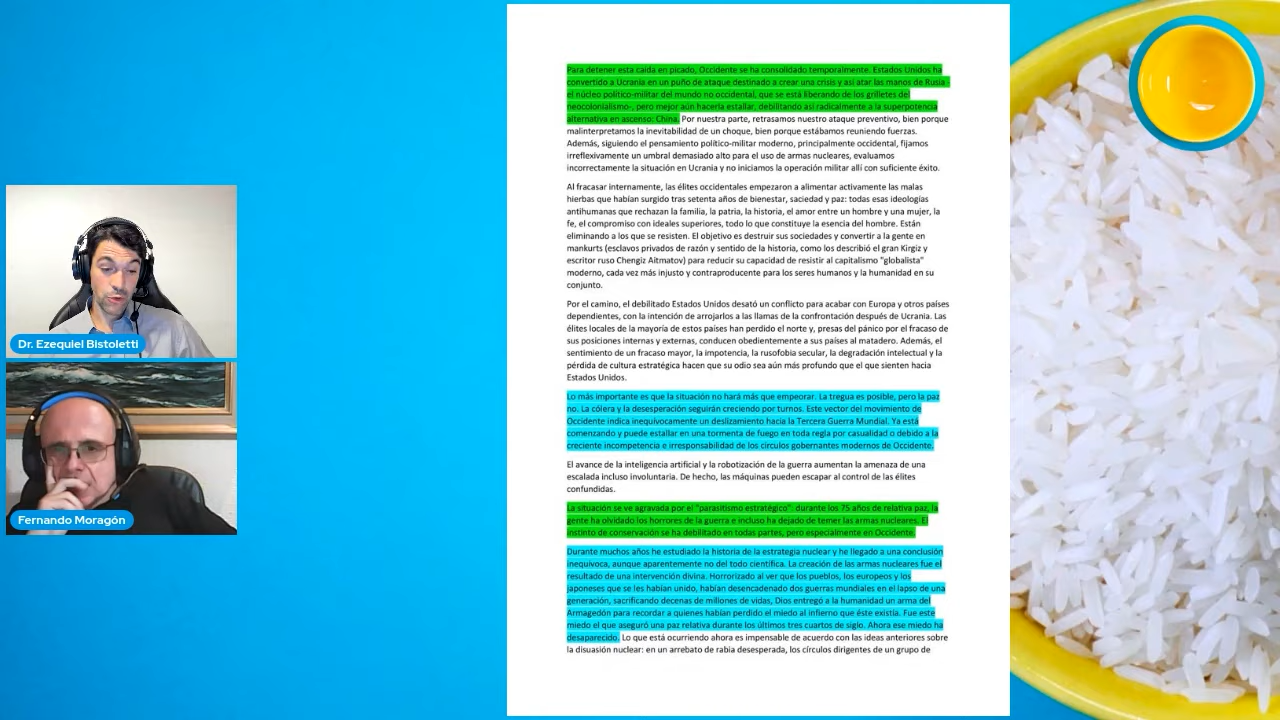 Para detener esta caída en picado, Occidente se ha consolidado temporalmente. Estados Unidos ha
convertido a Ucrania en un puño de ataque destinado a crear una crisis y así atar las manos de Rusia -
el núcleo político-militar del mundo no occidental, que se está liberando de los grilletes del
neocolonialismo-, pero mejor aún hacerla estallar, debilitando así radicalmente a la superpotencia
alternativa en ascenso: China. Por nuestra parte, retrasamos nuestro ataque preventivo, bien porque
malinterpretamos la inevitabilidad de un choque, bien porque estábamos reuniendo fuerzas.
Además, siguiendo el pensamiento político-militar moderno, principalmente occidental, fijamos
irreflexivamente un umbral demasiado alto para el uso de armas nucleares, evaluamos
incorrectamente la situación en Ucrania y no iniciamos la operación militar allí con suficiente éxito.
Al fracasar internamente, las élites occidentales empezaron a alimentar activamente las malas
hierbas que habían surgido tras setenta años de bienestar, saciedad y paz: todas esas ideologías
antihumanas que rechazan la familia, la patria, la historia, el amor entre un hombre y una mujer, la
fe, el compromiso con ideales superiores, todo lo que constituye la esencia del hombre. Están
eliminando a los que se resisten. El objetivo es destruir sus sociedades y convertir a la gente en
mankurts (esclavos privados de razón y sentido de la historia, como los describió el gran Kirgiz y
escritor ruso Chengiz Aitmatov) para reducir su capacidad de resistir al capitalismo "globalista"
moderno, cada vez más injusto y contraproducente para los seres humanos y la humanidad en su
conjunto.
Por el camino, el debilitado Estados Unidos desató un conflicto para acabar con Europa y otros países
dependientes, con la intención de arrojarlos a las llamas de la confrontación después de Ucrania. Las
élites locales de la mayoría de estos países han perdido el norte y, presas del pánico por el fracaso de
sus posiciones internas y externas, conducen obedientemente a sus países al matadero. Además, el
sentimiento de un fracaso mayor, la impotencia, la rusofobia secular, la degradación intelectual y la
pérdida de cultura estratégica hacen que su odio sea aún más profundo que el que sienten hacia
Estados Unidos.
Lo más importante es que la situación no hará más que empeorar. La tregua es posible, pero la paz
no. La cólera y la desesperación seguirán creciendo por turnos. Este vector del movimiento de
Occidente indica inequívocamente un deslizamiento hacia la Tercera Guerra Mundial. Ya está
comenzando y puede estallar en una tormenta de fuego en toda regla por casualidad o debido a la
creciente incompetencia e irresponsabilidad de los círculos gobernantes modernos de Occidente.
El avance de la inteligencia artificial y la robotización de la guerra aumentan la amenaza de una
escalada incluso involuntaria. De hecho, las máquinas pueden escapar al control de las élites
confundidas.
La situación se ve agravada por el "parasitismo estratégico": durante los 75 años de relativa paz, la
gente ha olvidado los horrores de la guerra e incluso ha dejado de temer las armas nucleares. El
instinto de conservación se ha debilitado en todas partes, pero especialmente en Occidente.
Durante muchos años he estudiado la historia de la estrategia nuclear y he llegado a una conclusión
inequívoca, aunque aparentemente no del todo científica. La creación de las armas nucleares fue el
resultado de una intervención divina. Horrorizado al ver que los pueblos, los europeos y los
japoneses que se les habían unido, habían desencadenado dos guerras mundiales en el lapso de una
generación, sacrificando decenas de millones de vidas, Dios entregó a la humanidad un arma del
Armagedón para recordar a quienes habían perdido el miedo al infierno que éste existía. Fue este
miedo el que aseguró una paz relativa durante los últimos tres cuartos de siglo. Ahora ese miedo ha
desaparecido. Lo que está ocurriendo ahora es impensable de acuerdo con las ideas anteriores sobre
la disuasión nuclear: en un arrebato de rabia desesperada, los círculos dirigentes de un grupo de
Dr. Ezequiel Bistoletti
Fernando Moragón